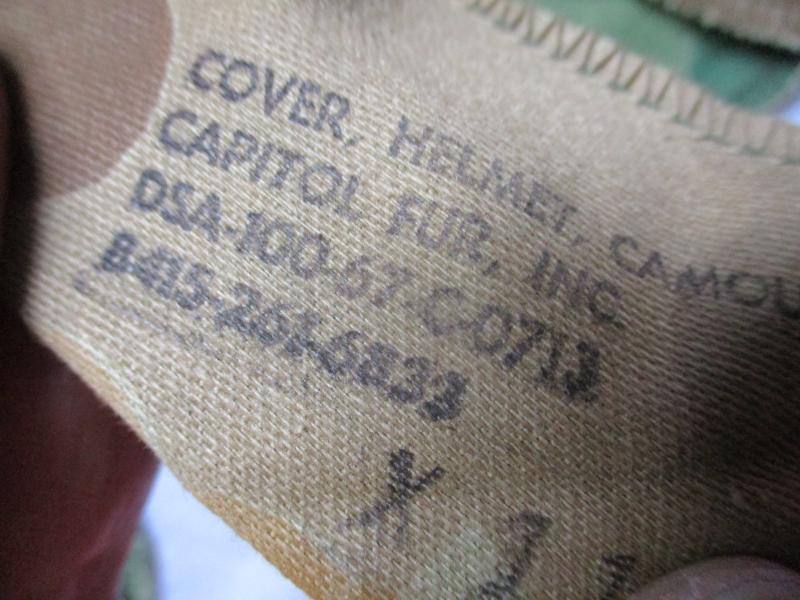 COVER, HELMET, CAMOU
CAPITOL FUR, INC.
DSA-100-67-C-0713
8415-261-6833